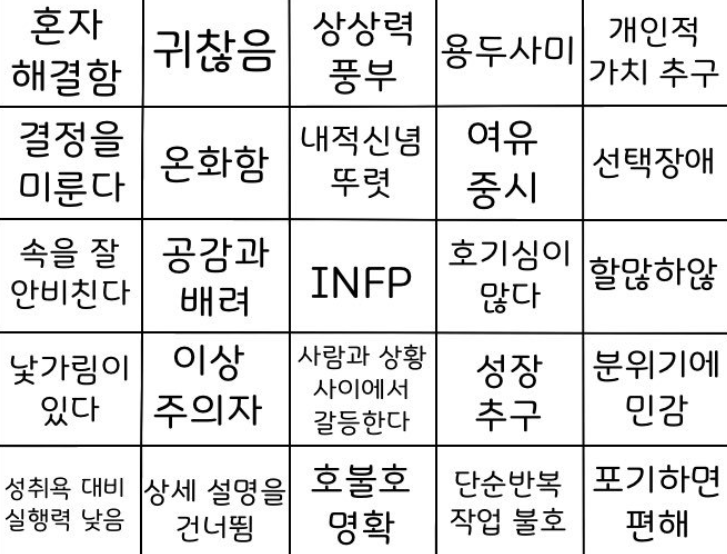 혼자
해결함
귀찮음
상상력
풍부
용두사미
개인적
가치 추구
결정을
미룬다
온화함
내적신념
뚜렷
여유
중시
선택장애
속을 잘
안비친다
공감과
배려
INFP
호기심이
많다
할많하않
낯가림이
있다
이상
주의자
사람과 상황
사이에서
갈등한다
성장
추구
분위기에
민감
성취욕 대비
실행력 낮음
상세 설명을
건너뜀
호불호
명확
단순반복
작업 불호
포기하면
편해